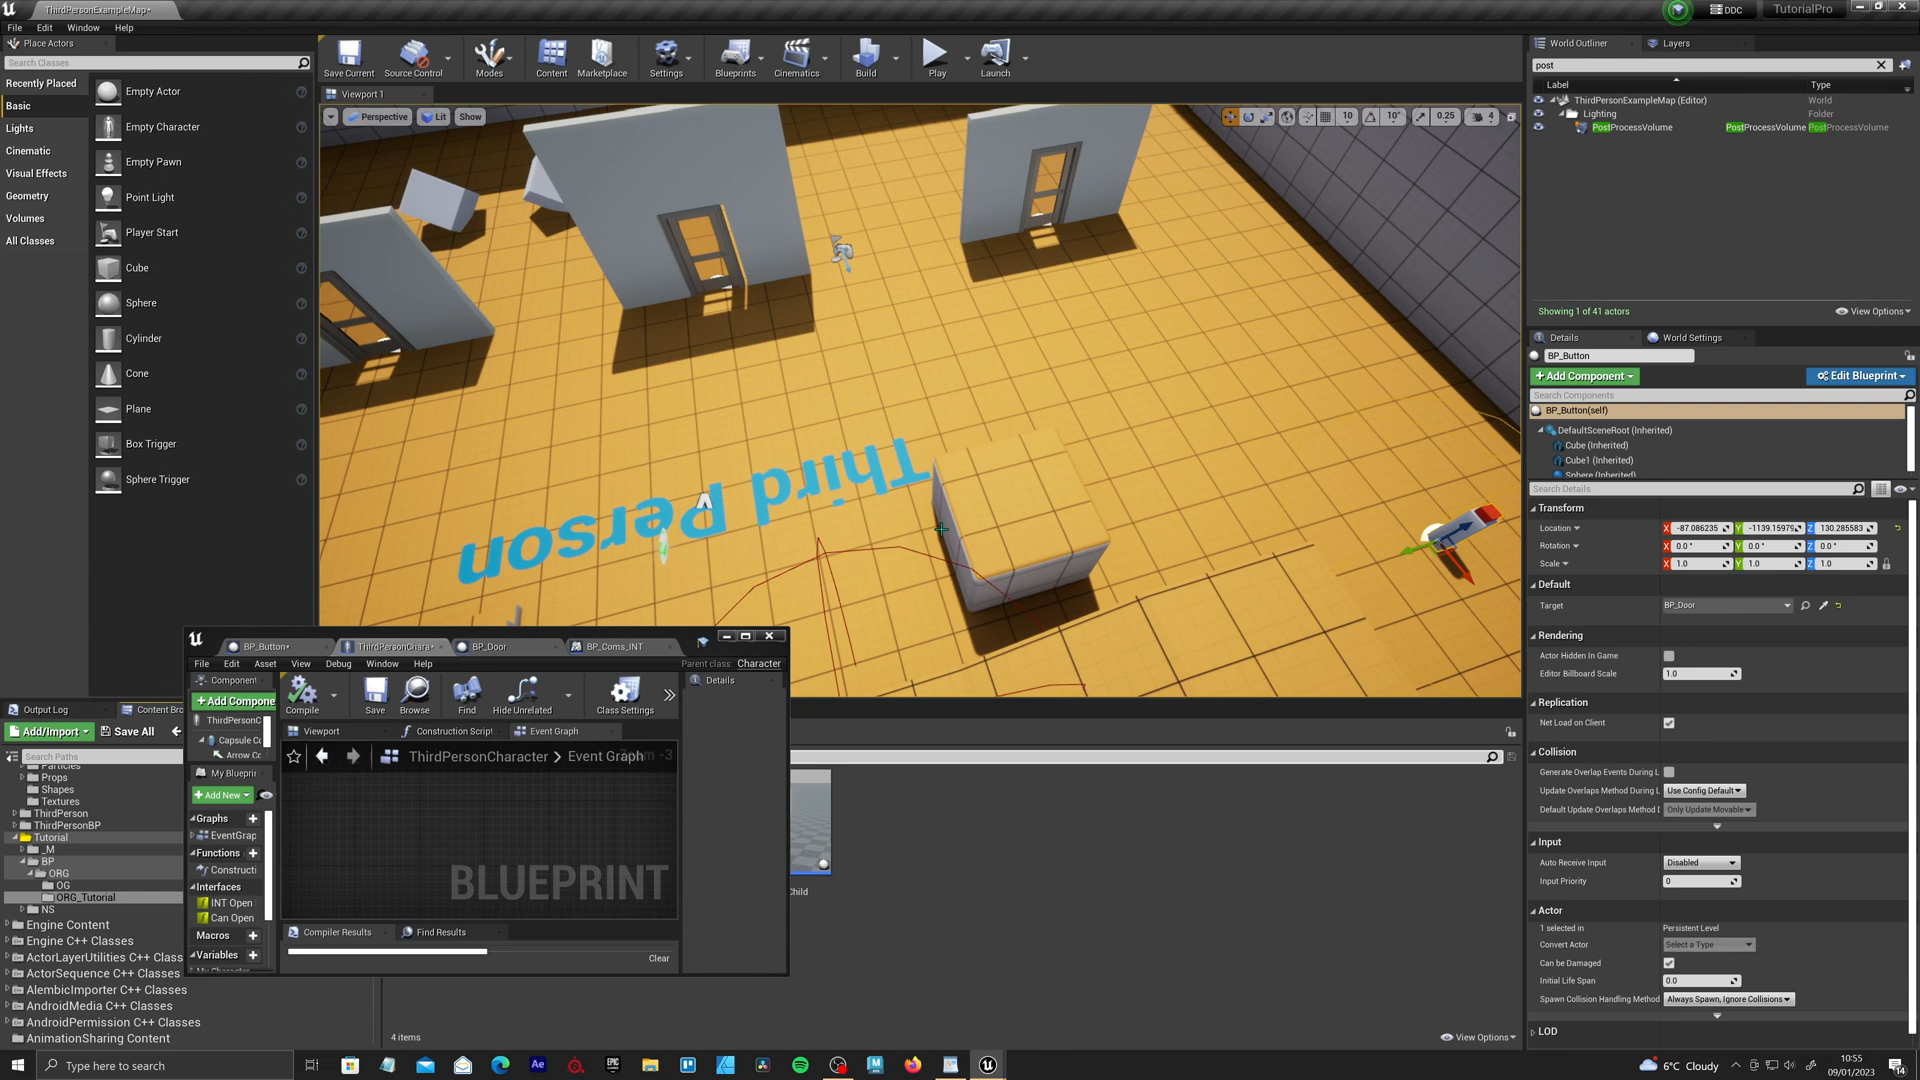 ThirdPersonExampleMap*
DDC
TutorialPro
File Edit Window Help
Place Actors
Search Classes
Recently Placed
Basic
Lights
Cinematic
Visual Effects
Geometry
Volumes
All Classes
Empty Actor
Empty Character
Empty Pawn
Point Light
Player Start
Cube
Sphere
Cylinder
Cone
Plane
Box Trigger
Sphere Trigger
Save Current Source Control Modes Content Marketplace Settings Blueprints Cinematics Build Play Launch
Viewport 1
Perspective Lit Show
10 10° 0.25 4
Third Person
World Outliner Layers
post
Label Type
ThirdPersonExampleMap (Editor) World
Lighting Folder
PostProcessVolume PostProcessVolume PostProcessVolume
Showing 1 of 41 actors View Options
Details World Settings
BP_Button
+ Add Component Edit Blueprint
Search Components
BP_Button(self)
DefaultSceneRoot (Inherited)
Cube (Inherited)
Cube1 (Inherited)
Sphere (Inherited)
Search Details
Transform
Location X -87.086235 Y -1139.15979 Z 130.285583
Rotation X 0.0° Y 0.0° Z 0.0°
Scale X 1.0 Y 1.0 Z 1.0
Default
Target BP_Door
Rendering
Actor Hidden In Game
Editor Billboard Scale 1.0
Replication
Net Load on Client
Collision
Generate Overlap Events During L
Update Overlaps Method During L Use Config Default
Default Update Overlaps Method D Only Update Movable
Input
Auto Receive Input Disabled
Input Priority 0
Actor
1 selected in Persistent Level
Convert Actor Select a Type
Can be Damaged
Initial Life Span 0.0
Spawn Collision Handling Method Always Spawn, Ignore Collisions
LOD
BP_Button* ThirdPersonChara* BP_Door BP_Coms_INT
File Edit Asset View Debug Window Help Parent class: Character
Component
+ Add Compone
ThirdPersonC
Capsule Co
Arrow Co
My Blueprin
+ Add New
Graphs
EventGrap
Functions
Constructi
Interfaces
INT Open
Can Open
Macros
Variables
Compile Save Browse Find Hide Unrelated Class Settings
Details
Viewport Construction Scrip Event Graph
ThirdPersonCharacter > Event Graph
Zoom -3
BLUEPRINT
Compiler Results Find Results
Clear
Output Log Content Bro
Add/Import Save All
Search Paths
Particles
Props
Shapes
Textures
ThirdPerson
ThirdPersonBP
Tutorial
_M
BP
ORG
OG
ORG_Tutorial
NS
Engine Content
Engine C++ Classes
ActorLayerUtilities C++ Class
ActorSequence C++ Classes
AlembicImporter C++ Classes
AndroidMedia C++ Classes
AndroidPermission C++ Classes
AnimationSharing Content
Child
4 items View Options
Type here to search
Ae
EPIC
6°C Cloudy
10:55
09/01/2023
14